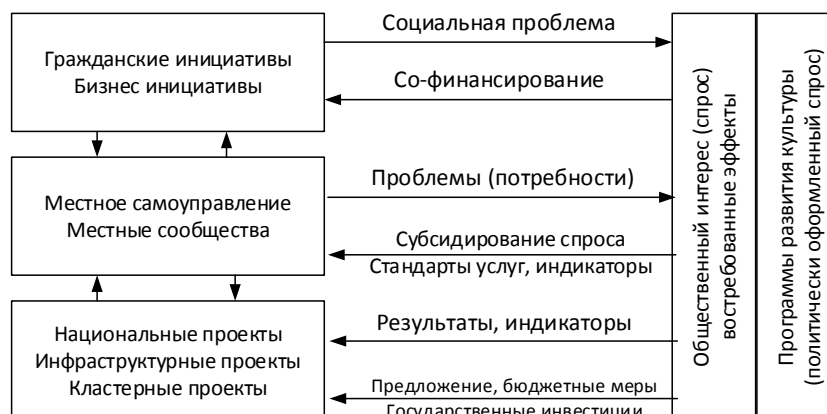 Социальная проблема
Гражданские инициативы
Бизнес инициативы
Со-финансирование
Местное самоуправление
Местные сообщества
Проблемы (потребности)
Субсидирование спроса
Стандарты услуг, индикаторы
Национальные проекты
Инфраструктурные проекты
Кластерные проекты
Результаты, индикаторы
Предложение, бюджетные меры
Государственные инвестиции
Общественный интерес (спрос)
востребованные эффекты
Программы развития культуры
(политически оформленный спрос)